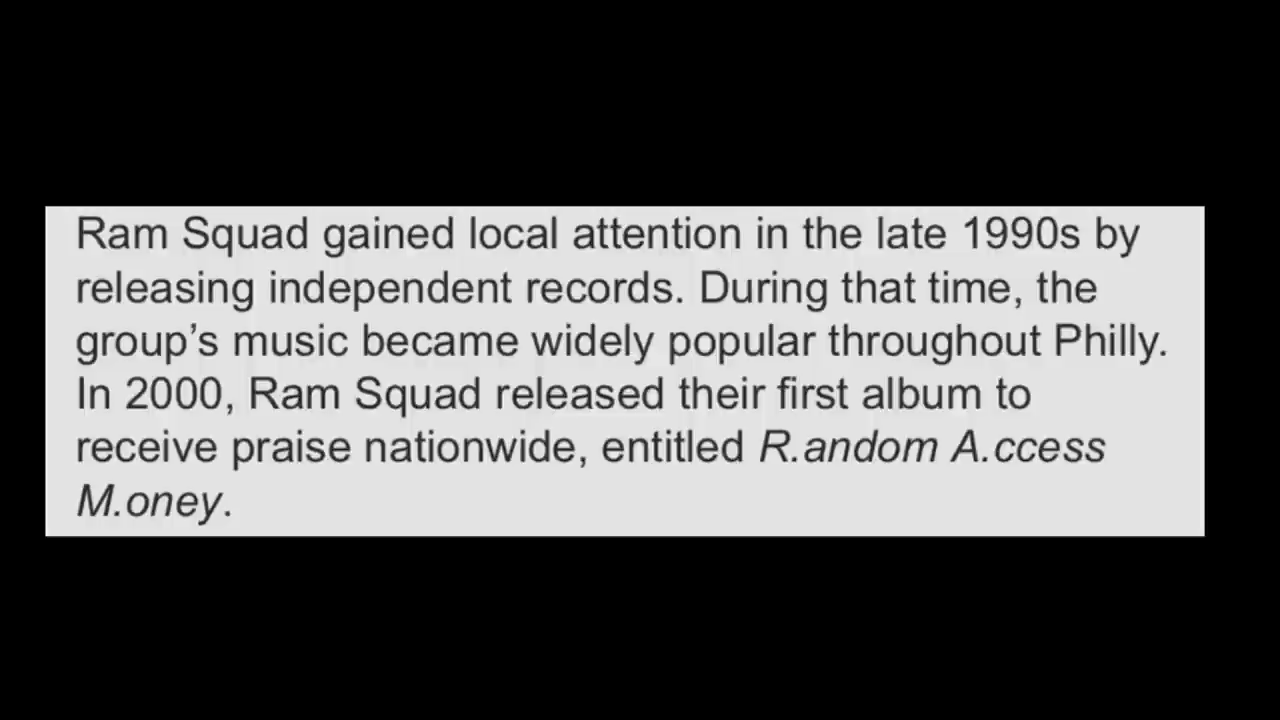 Ram Squad gained local attention in the late 1990s by
releasing independent records. During that time, the
group’s music became widely popular throughout Philly.
In 2000, Ram Squad released their first album to
receive praise nationwide, entitled R.andom A.ccess
M.oney.